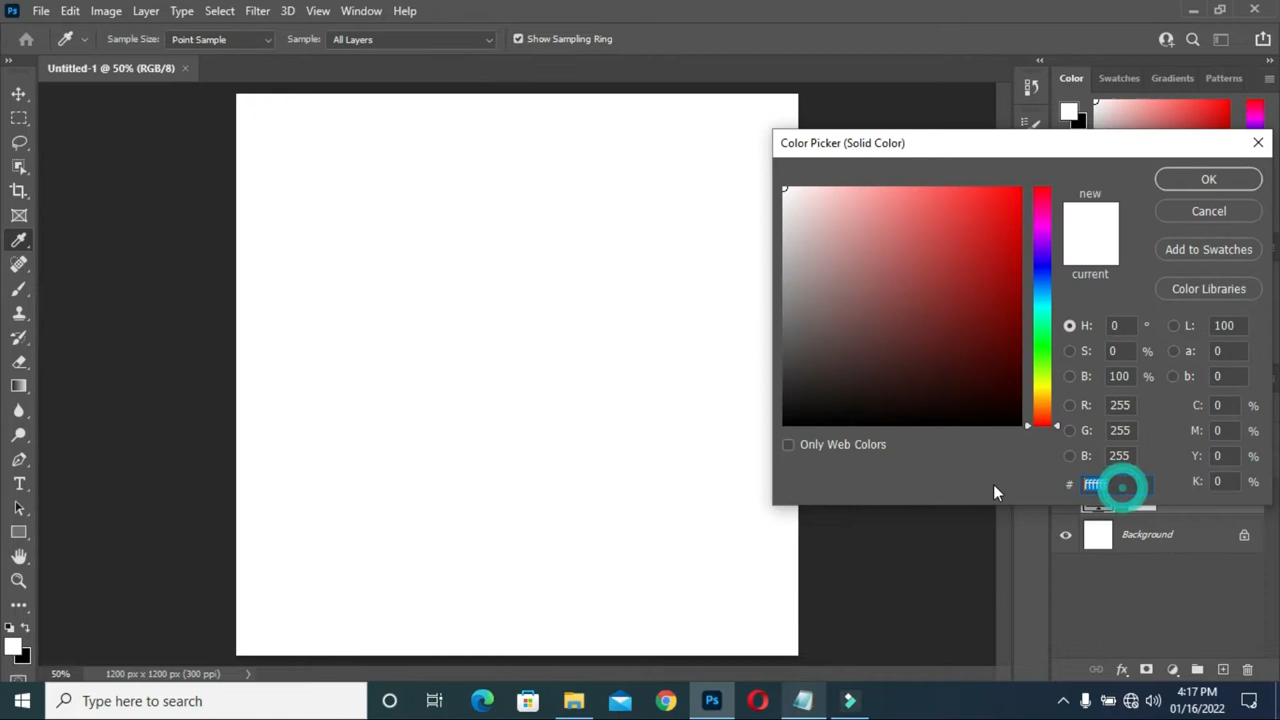 Ps File Edit Image Layer Type Select Filter 3D View Window Help
Sample Size: Point Sample Sample: All Layers Show Sampling Ring
Untitled-1 @ 50% (RGB/8) ×
Color Swatches Gradients Patterns
Color Picker (Solid Color)
new
current
OK
Cancel
Add to Swatches
Color Libraries
H: 0 °
L: 100
S: 0 %
a: 0
B: 100 %
b: 0
R: 255
C: 0 %
G: 255
M: 0 %
B: 255
Y: 0 %
#
K: 0 %
Only Web Colors
Background
50% 1200 px x 1200 px (300 ppi)
Type here to search
Ps
4:17 PM
01/16/2022